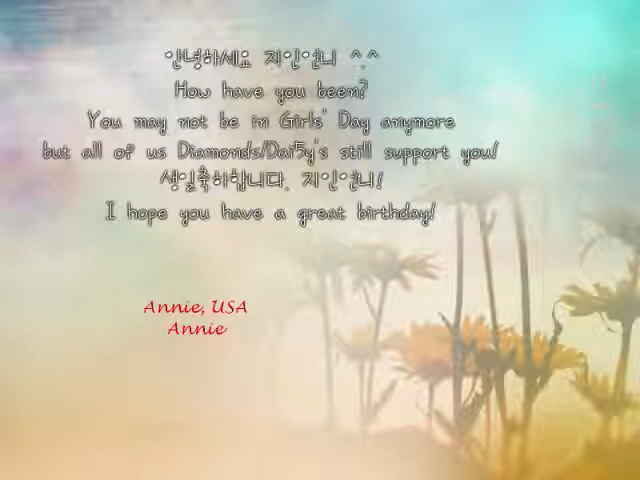 안녕하세요 지인언니 ^.^
How have you been?
You may not be in Girls' Day anymore
but all of us Diamonds/Dai5y's still support you!
생일축하합니다. 지인언니!
I hope you have a great birthday!
Annie, USA
Annie